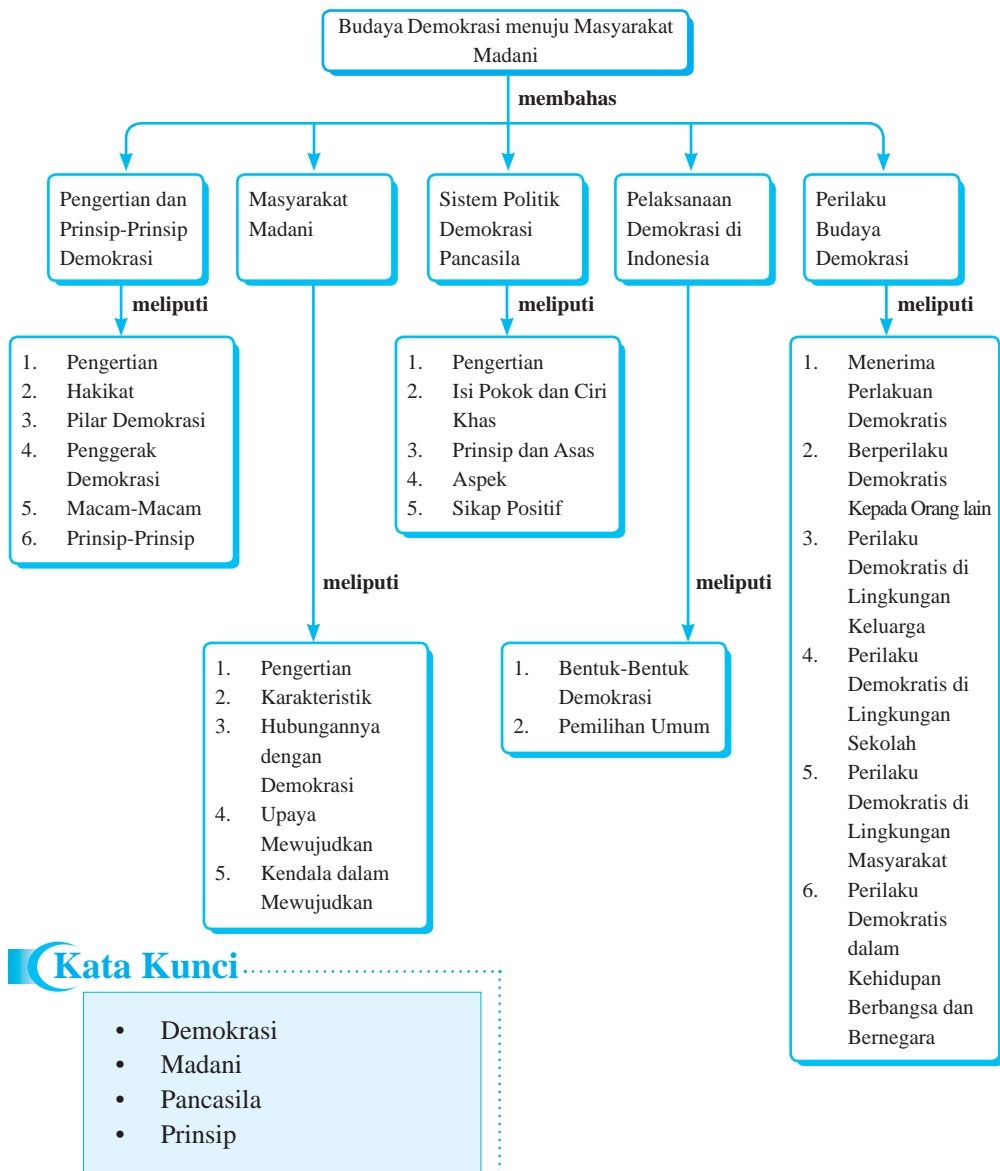 Budaya Demokrasi menuju Masyarakat
Madani
membahas
Pengertian dan
Prinsip-Prinsip
Demokrasi
Masyarakat
Madani
Sistem Politik
Demokrasi
Pancasila
Pelaksanaan
Demokrasi di
Indonesia
Perilaku
Budaya
Demokrasi
meliputi
1. Pengertian
2. Hakikat
3. Pilar Demokrasi
4. Penggerak
Demokrasi
5. Macam-Macam
6. Prinsip-Prinsip
meliputi
1. Pengertian
2. Karakteristik
3. Hubungannya
dengan
Demokrasi
4. Upaya
Mewujudkan
5. Kendala dalam
Mewujudkan
meliputi
1. Pengertian
2. Isi Pokok dan Ciri
Khas
3. Prinsip dan Asas
4. Aspek
5. Sikap Positif
meliputi
1. Bentuk-Bentuk
Demokrasi
2. Pemilihan Umum
meliputi
1. Menerima
Perlakuan
Demokratis
2. Berperilaku
Demokratis
Kepada Orang lain
3. Perilaku
Demokratis di
Lingkungan
Keluarga
4. Perilaku
Demokratis di
Lingkungan
Sekolah
5. Perilaku
Demokratis di
Lingkungan
Masyarakat
6. Perilaku
Demokratis
dalam
Kehidupan
Berbangsa dan
Bernegara
Kata Kunci
• Demokrasi
• Madani
• Pancasila
• Prinsip